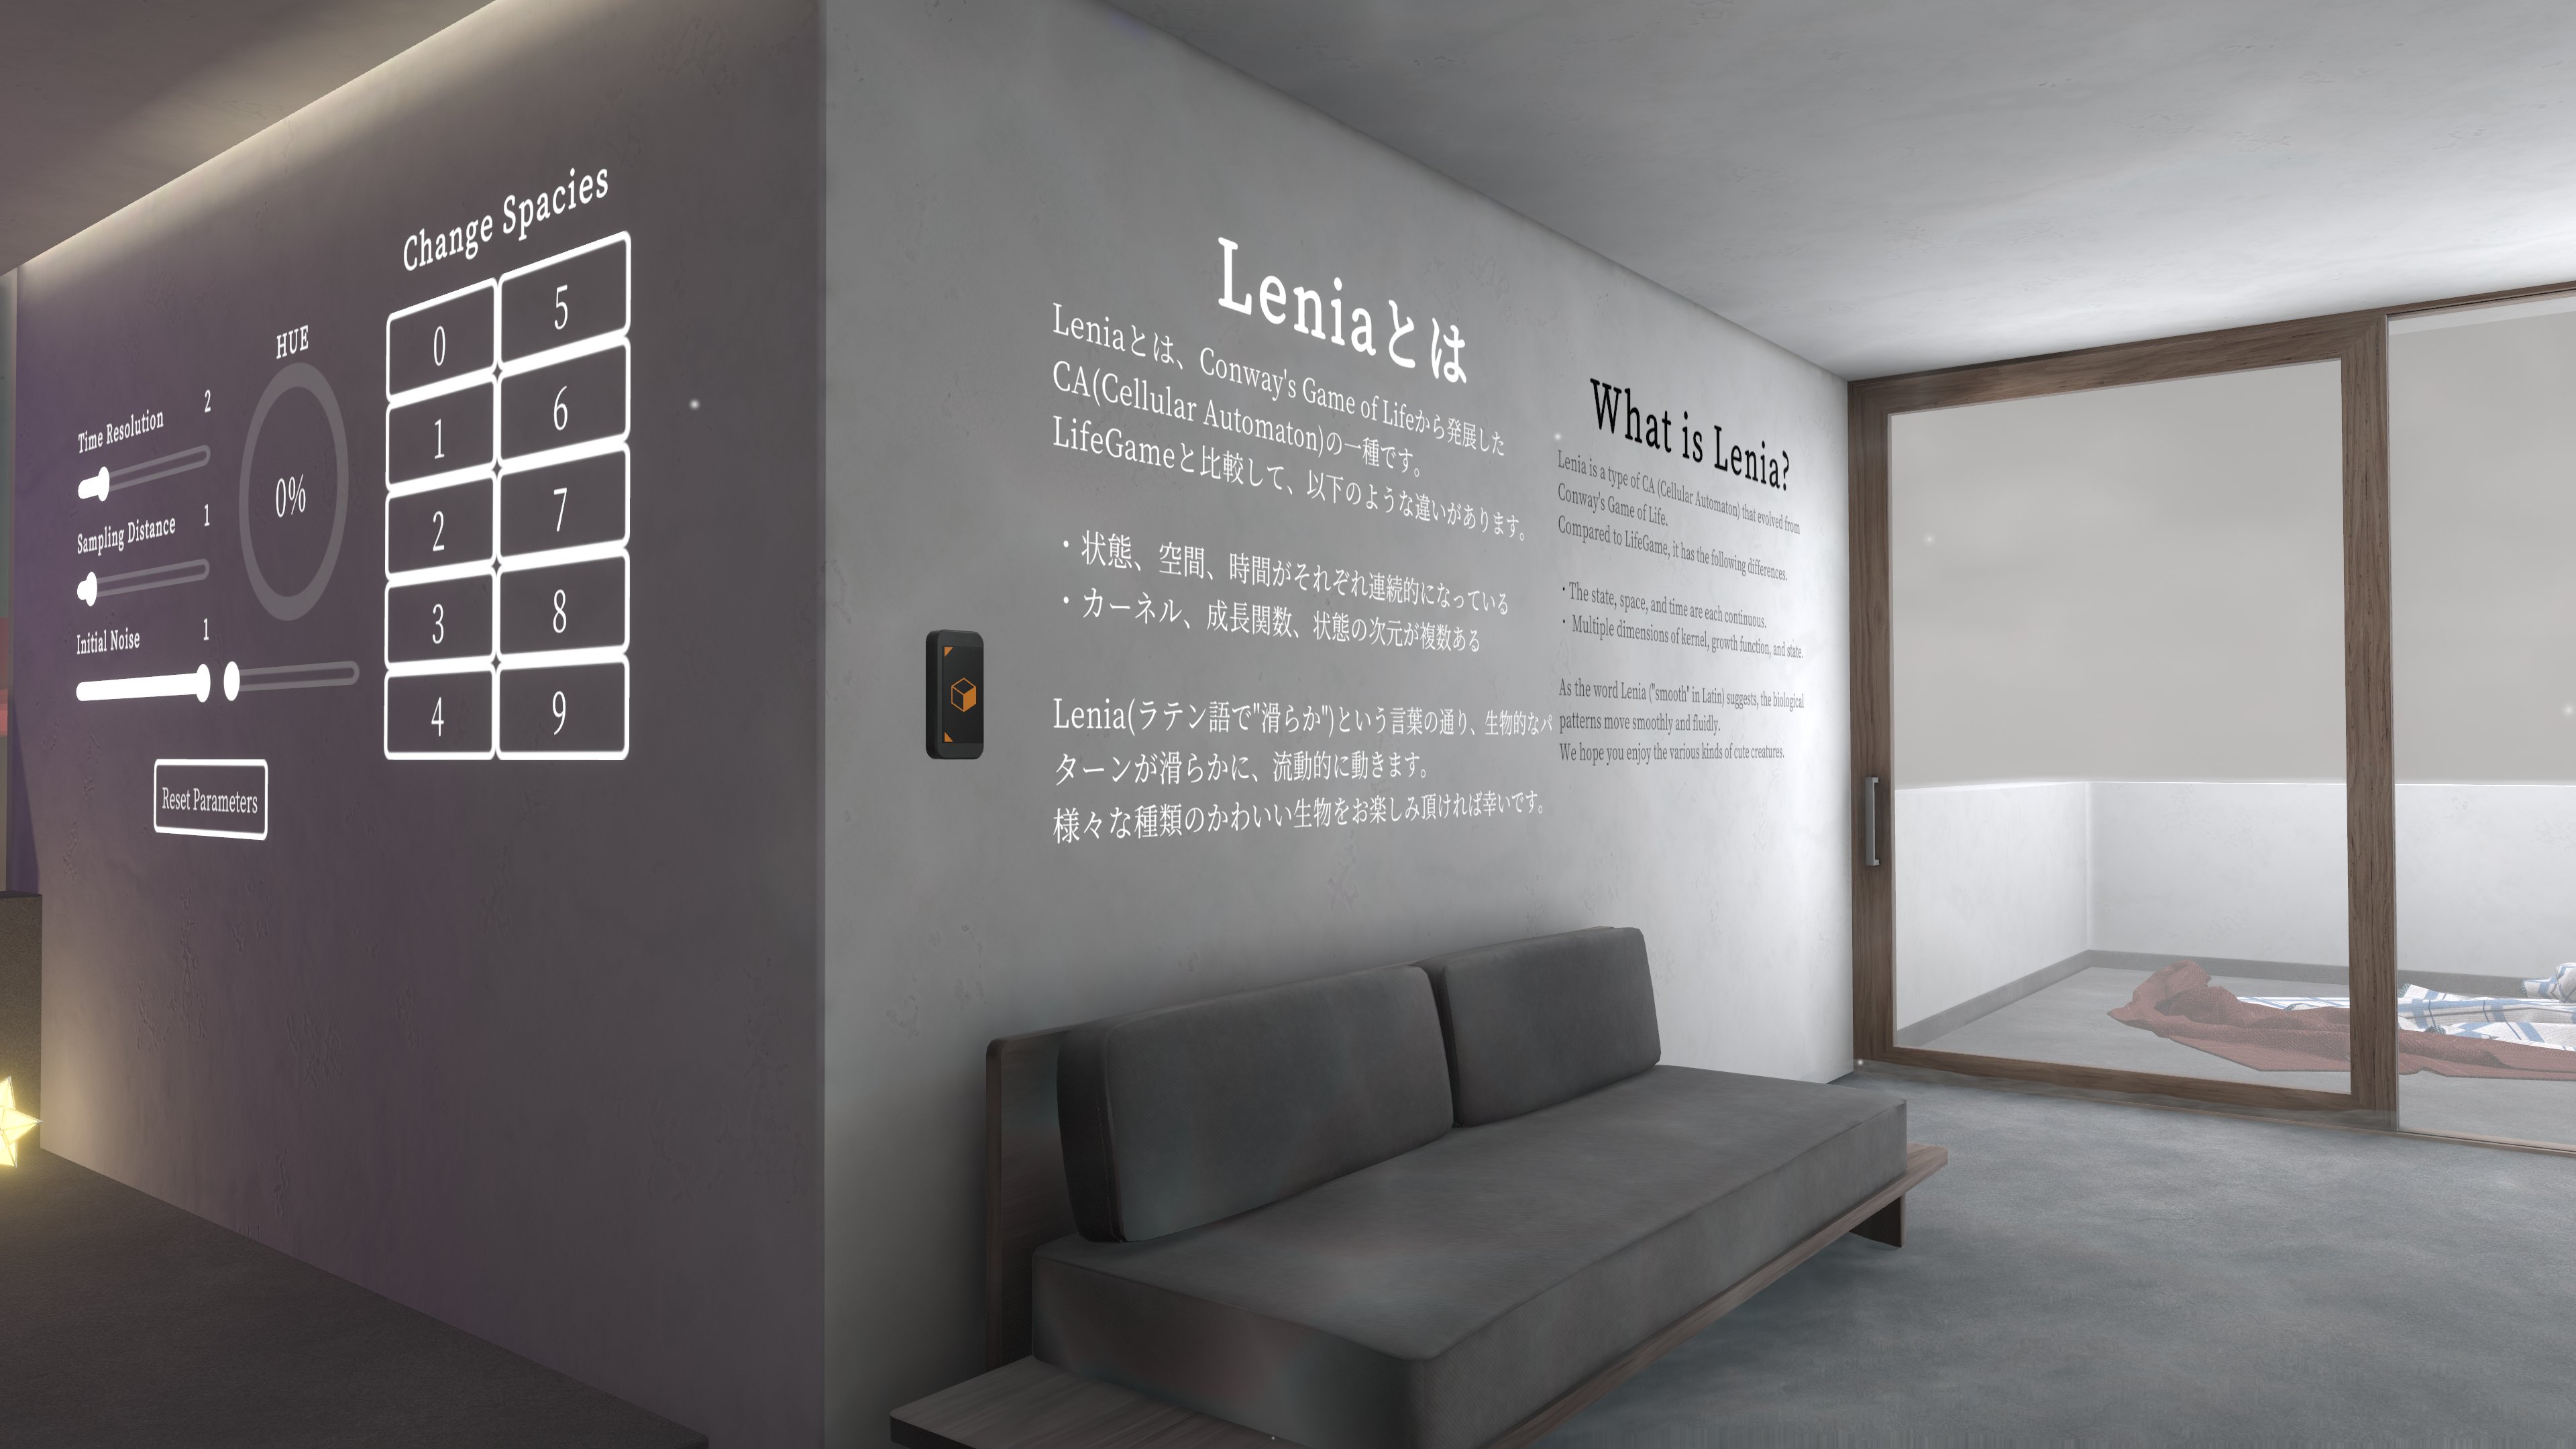 Change Spacies
0
5
1
6
2
7
3
8
4
9
HUE
0%
Time Resolution 2
Sampling Distance 1
Initial Noise 1
Reset Parameters
Leniaとは
Leniaとは、Conway's Game of Lifeから発展した
CA(Cellular Automaton)の一種です。
LifeGameと比較して、以下のような違いがあります。
・状態、空間、時間がそれぞれ連続的になっている
・カーネル、成長関数、状態の次元が複数ある
Lenia(ラテン語で"滑らか")という言葉の通り、生物的なパ
ターンが滑らかに、流動的に動きます。
様々な種類のかわいい生物をお楽しみ頂ければ幸いです。
What is Lenia?
Lenia is a type of CA (Cellular Automaton) that evolved from
Conway's Game of Life.
Compared to LifeGame, it has the following differences.
・The state, space, and time are each continuous.
・ Multiple dimensions of kernel, growth function, and state.
As the word Lenia ("smooth" in Latin) suggests, the biological
patterns move smoothly and fluidly.
We hope you enjoy the various kinds of cute creatures.